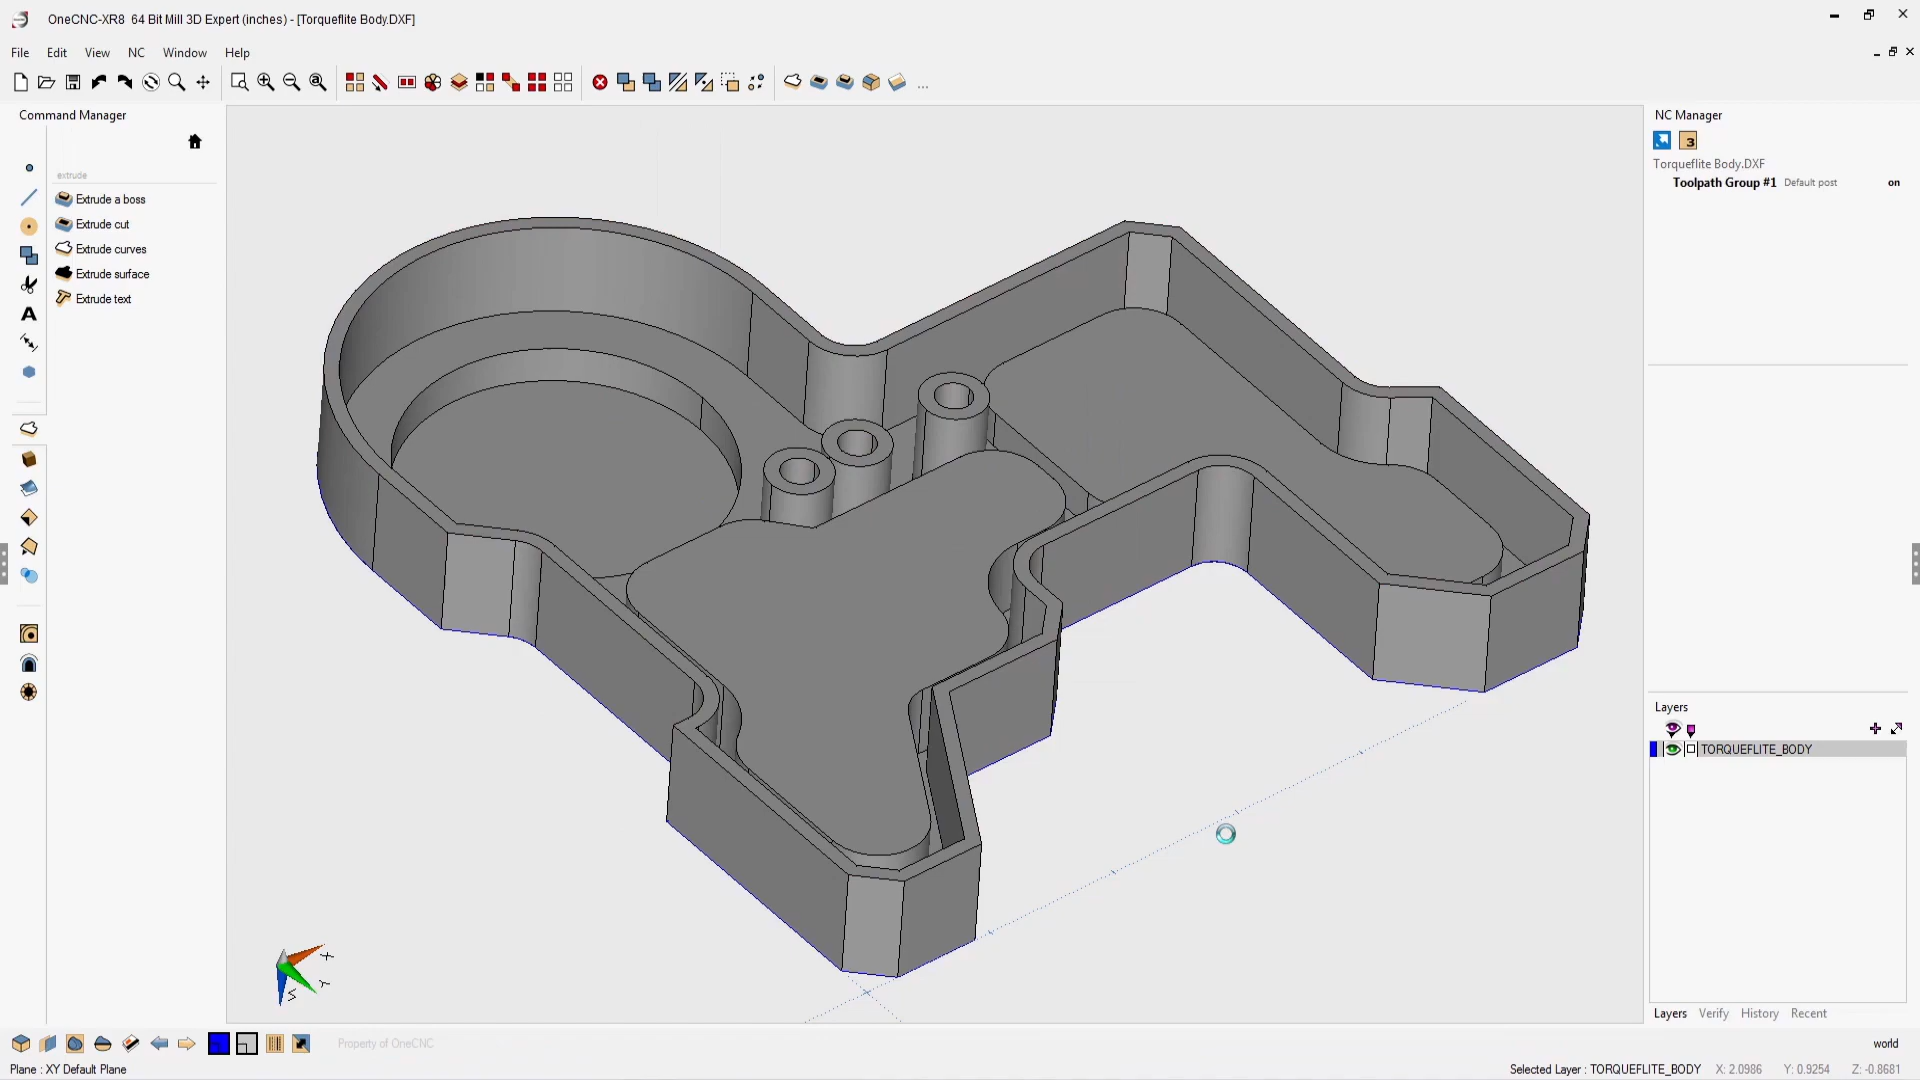 OneCNC-XR8 64 Bit Mill 3D Expert (inches) - [Torqueflite Body.DXF]
File Edit View NC Window Help
Command Manager
NC Manager
3
Torqueflite Body.DXF
extrude
Toolpath Group #1 Default post on
Extrude a boss
Extrude cut
Extrude curves
Extrude surface
Extrude text
A
Layers
TORQUEFLITE_BODY
Layers Verify History Recent
Property of OneCNC
world
Plane : XY Default Plane
Selected Layer : TORQUEFLITE_BODY X: 2.0986 Y: 0.9254 Z: -0.8681